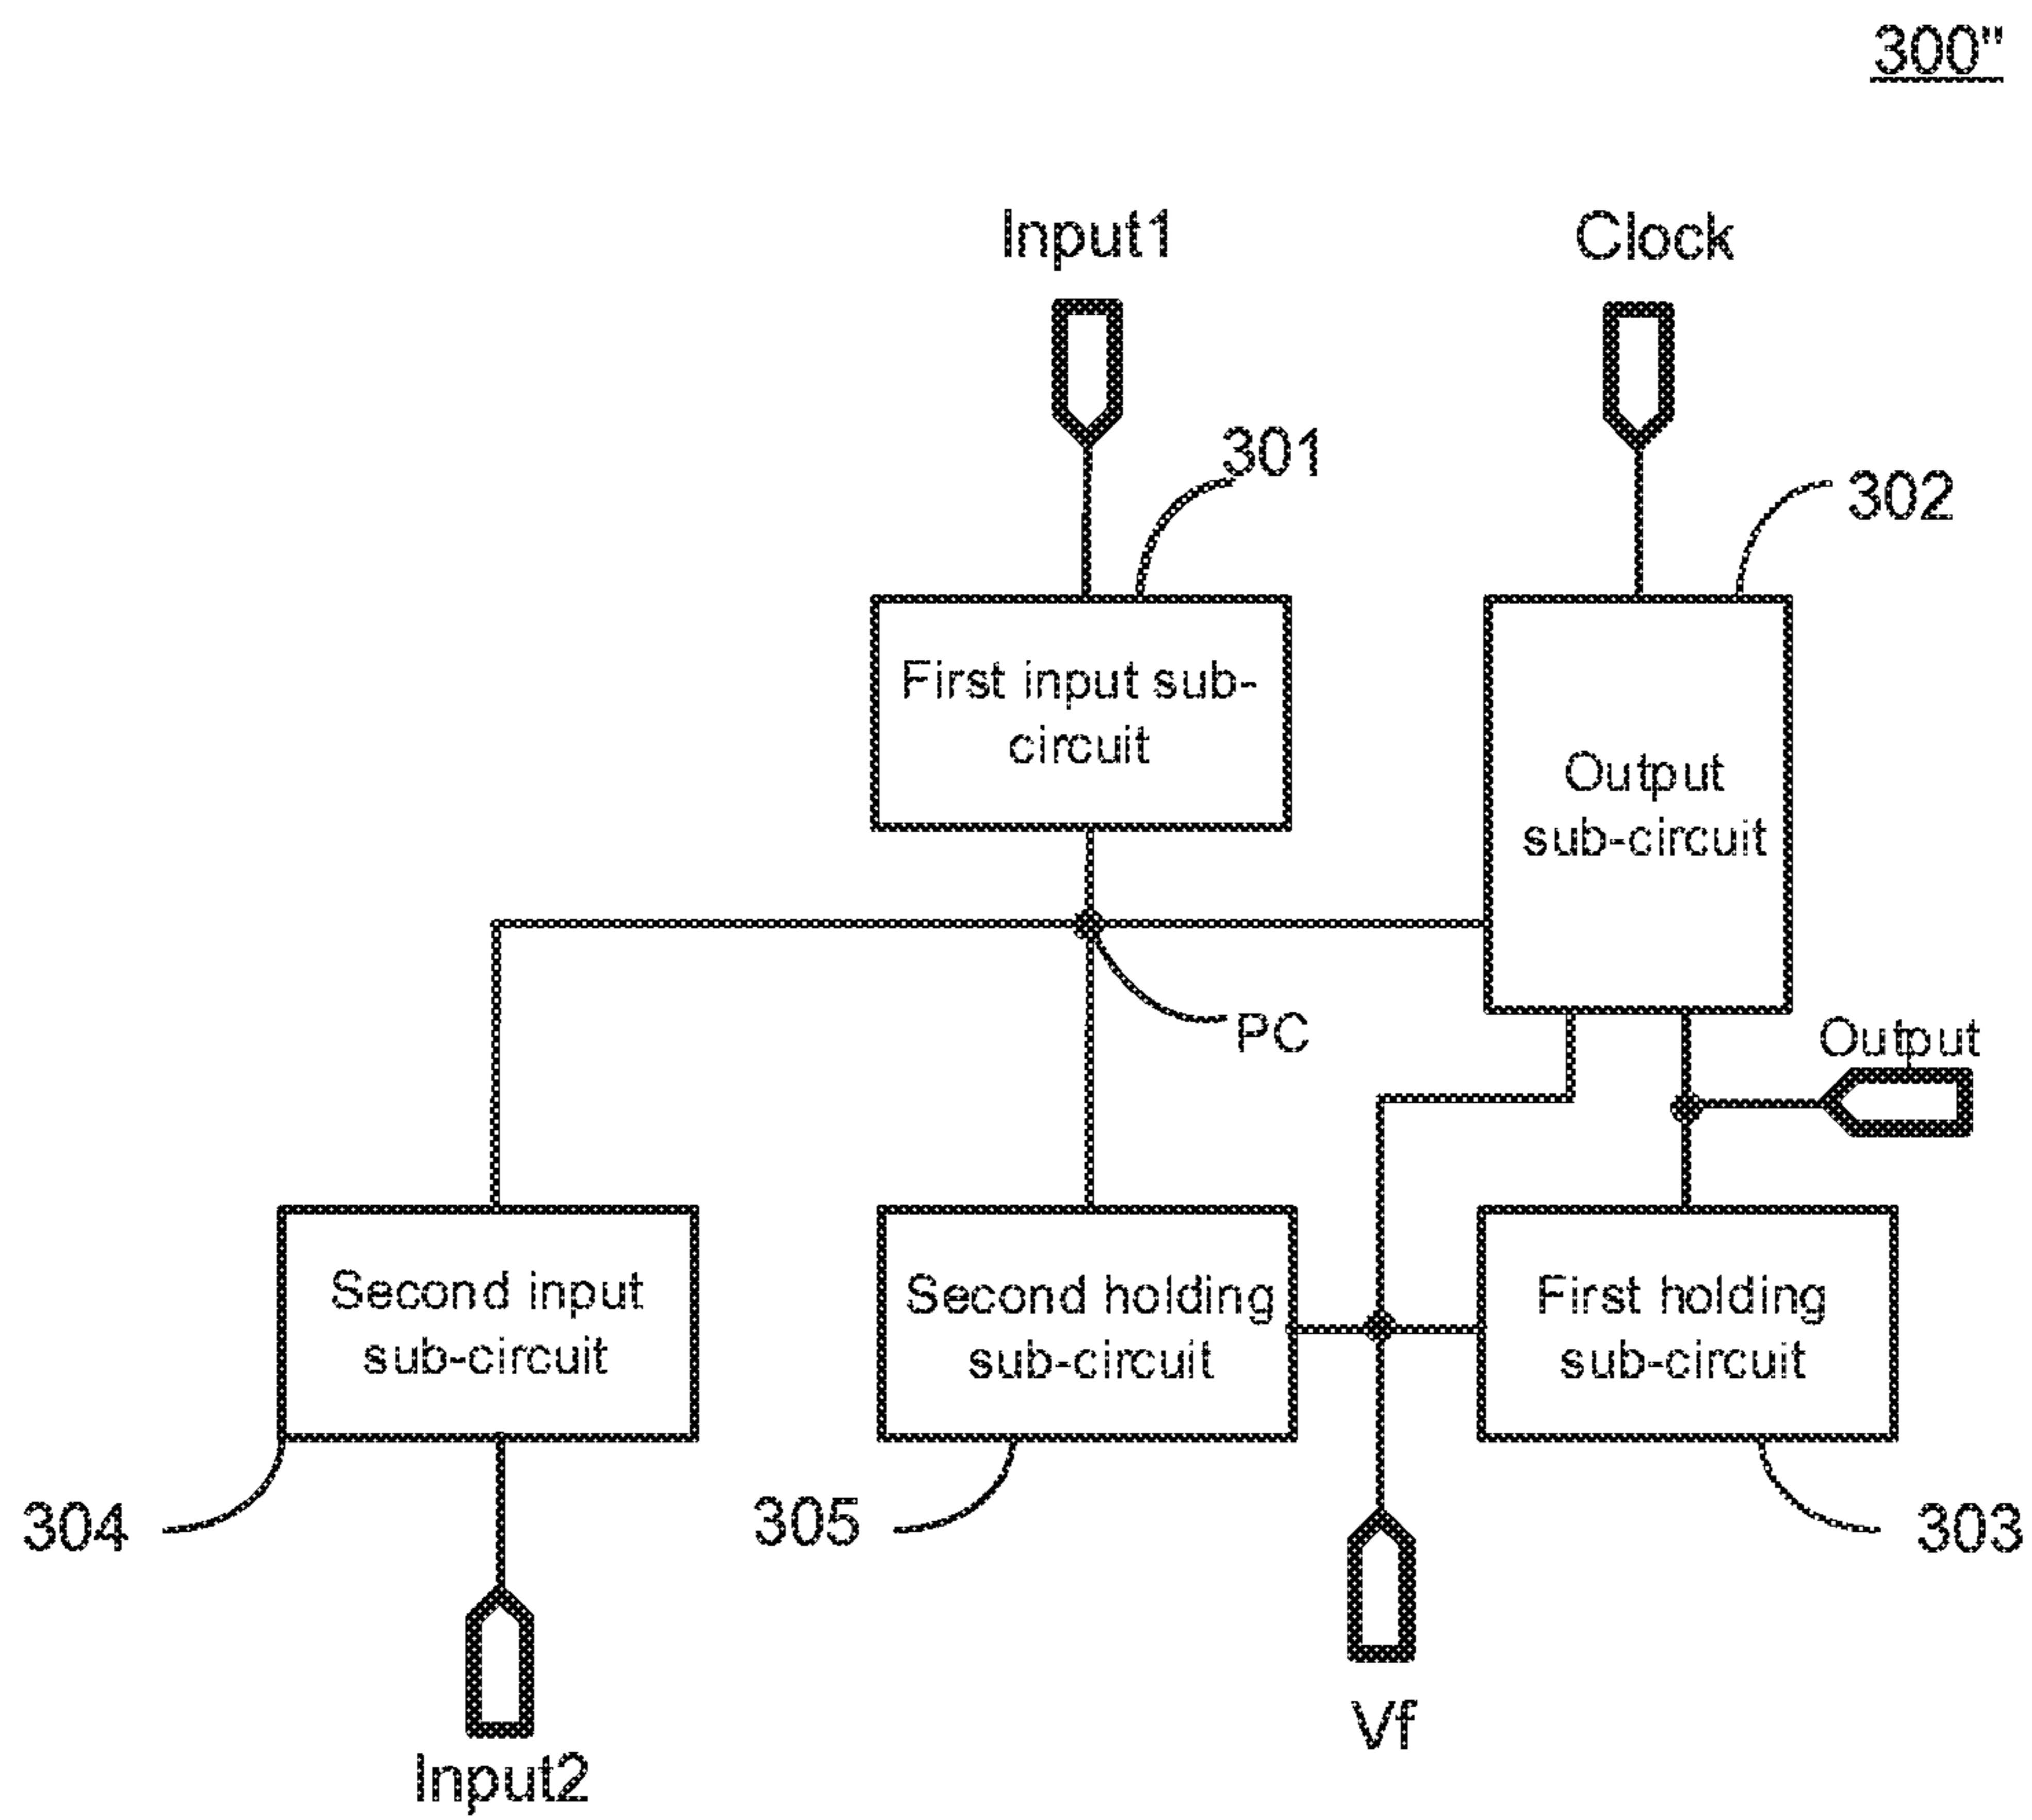 300"
Input1
Clock
301
302
First input sub-
circuit
Output
sub-circuit
PC
Output
Second input
sub-circuit
Second holding
sub-circuit
First holding
sub-circuit
304
305
303
Vf
Input2